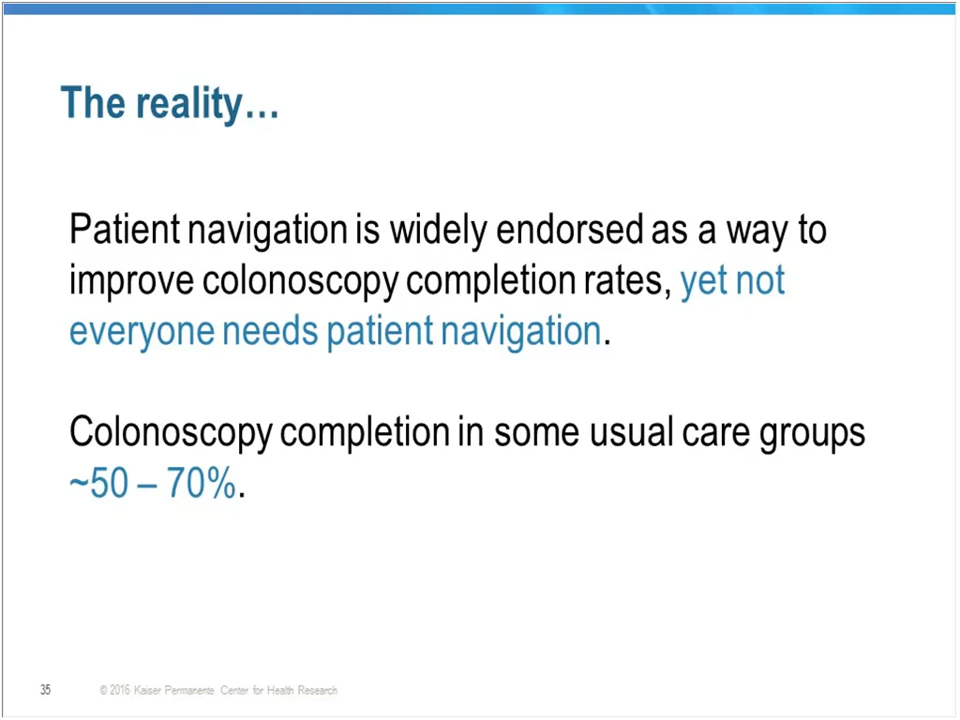 The reality…
Patient navigation is widely endorsed as a way to
improve colonoscopy completion rates, yet not
everyone needs patient navigation.
Colonoscopy completion in some usual care groups
~50 – 70%.
35
© 2016 Kaiser Permanente Center for Health Research